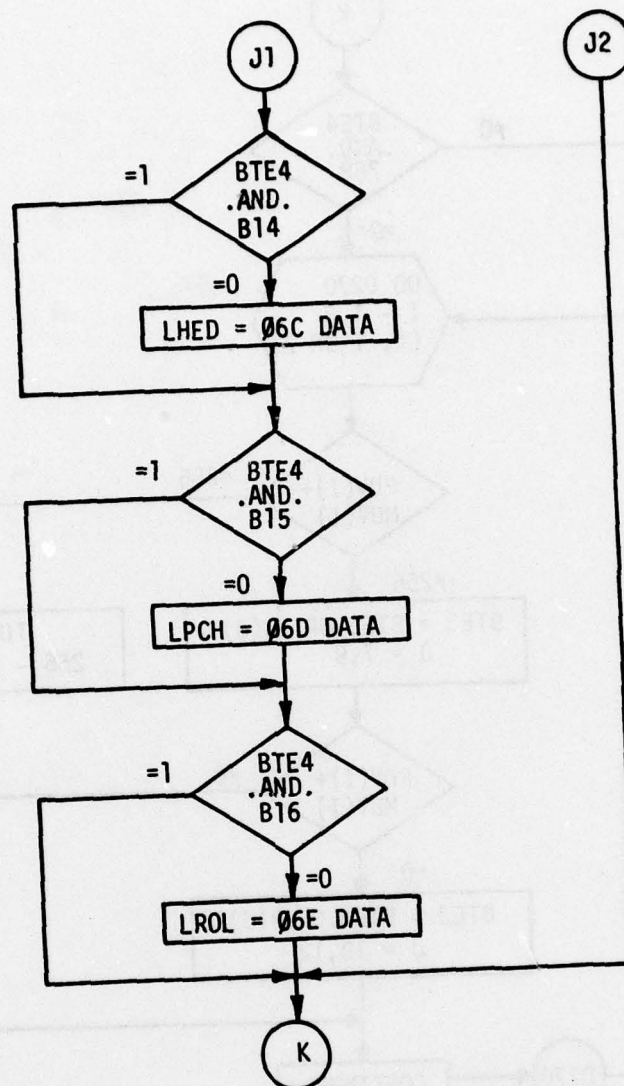 J1
J2
=1
BTE4
.AND.
B14
=0
LHED = Ø6C DATA
=1
BTE4
.AND.
B15
=0
LPCH = Ø6D DATA
=1
BTE4
.AND.
B16
=0
LROL = Ø6E DATA
K